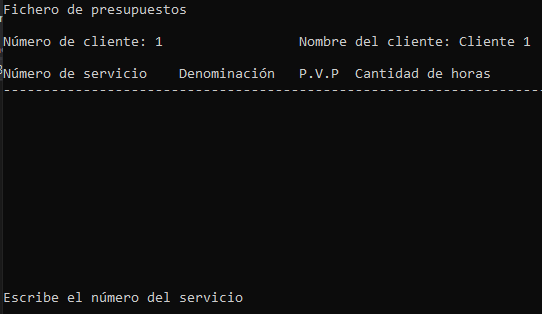 Fichero de presupuestos
Número de cliente: 1 Nombre del cliente: Cliente 1
Número de servicio Denominación P.V.P Cantidad de horas
--------------------------------------------------------------------
Escribe el número del servicio